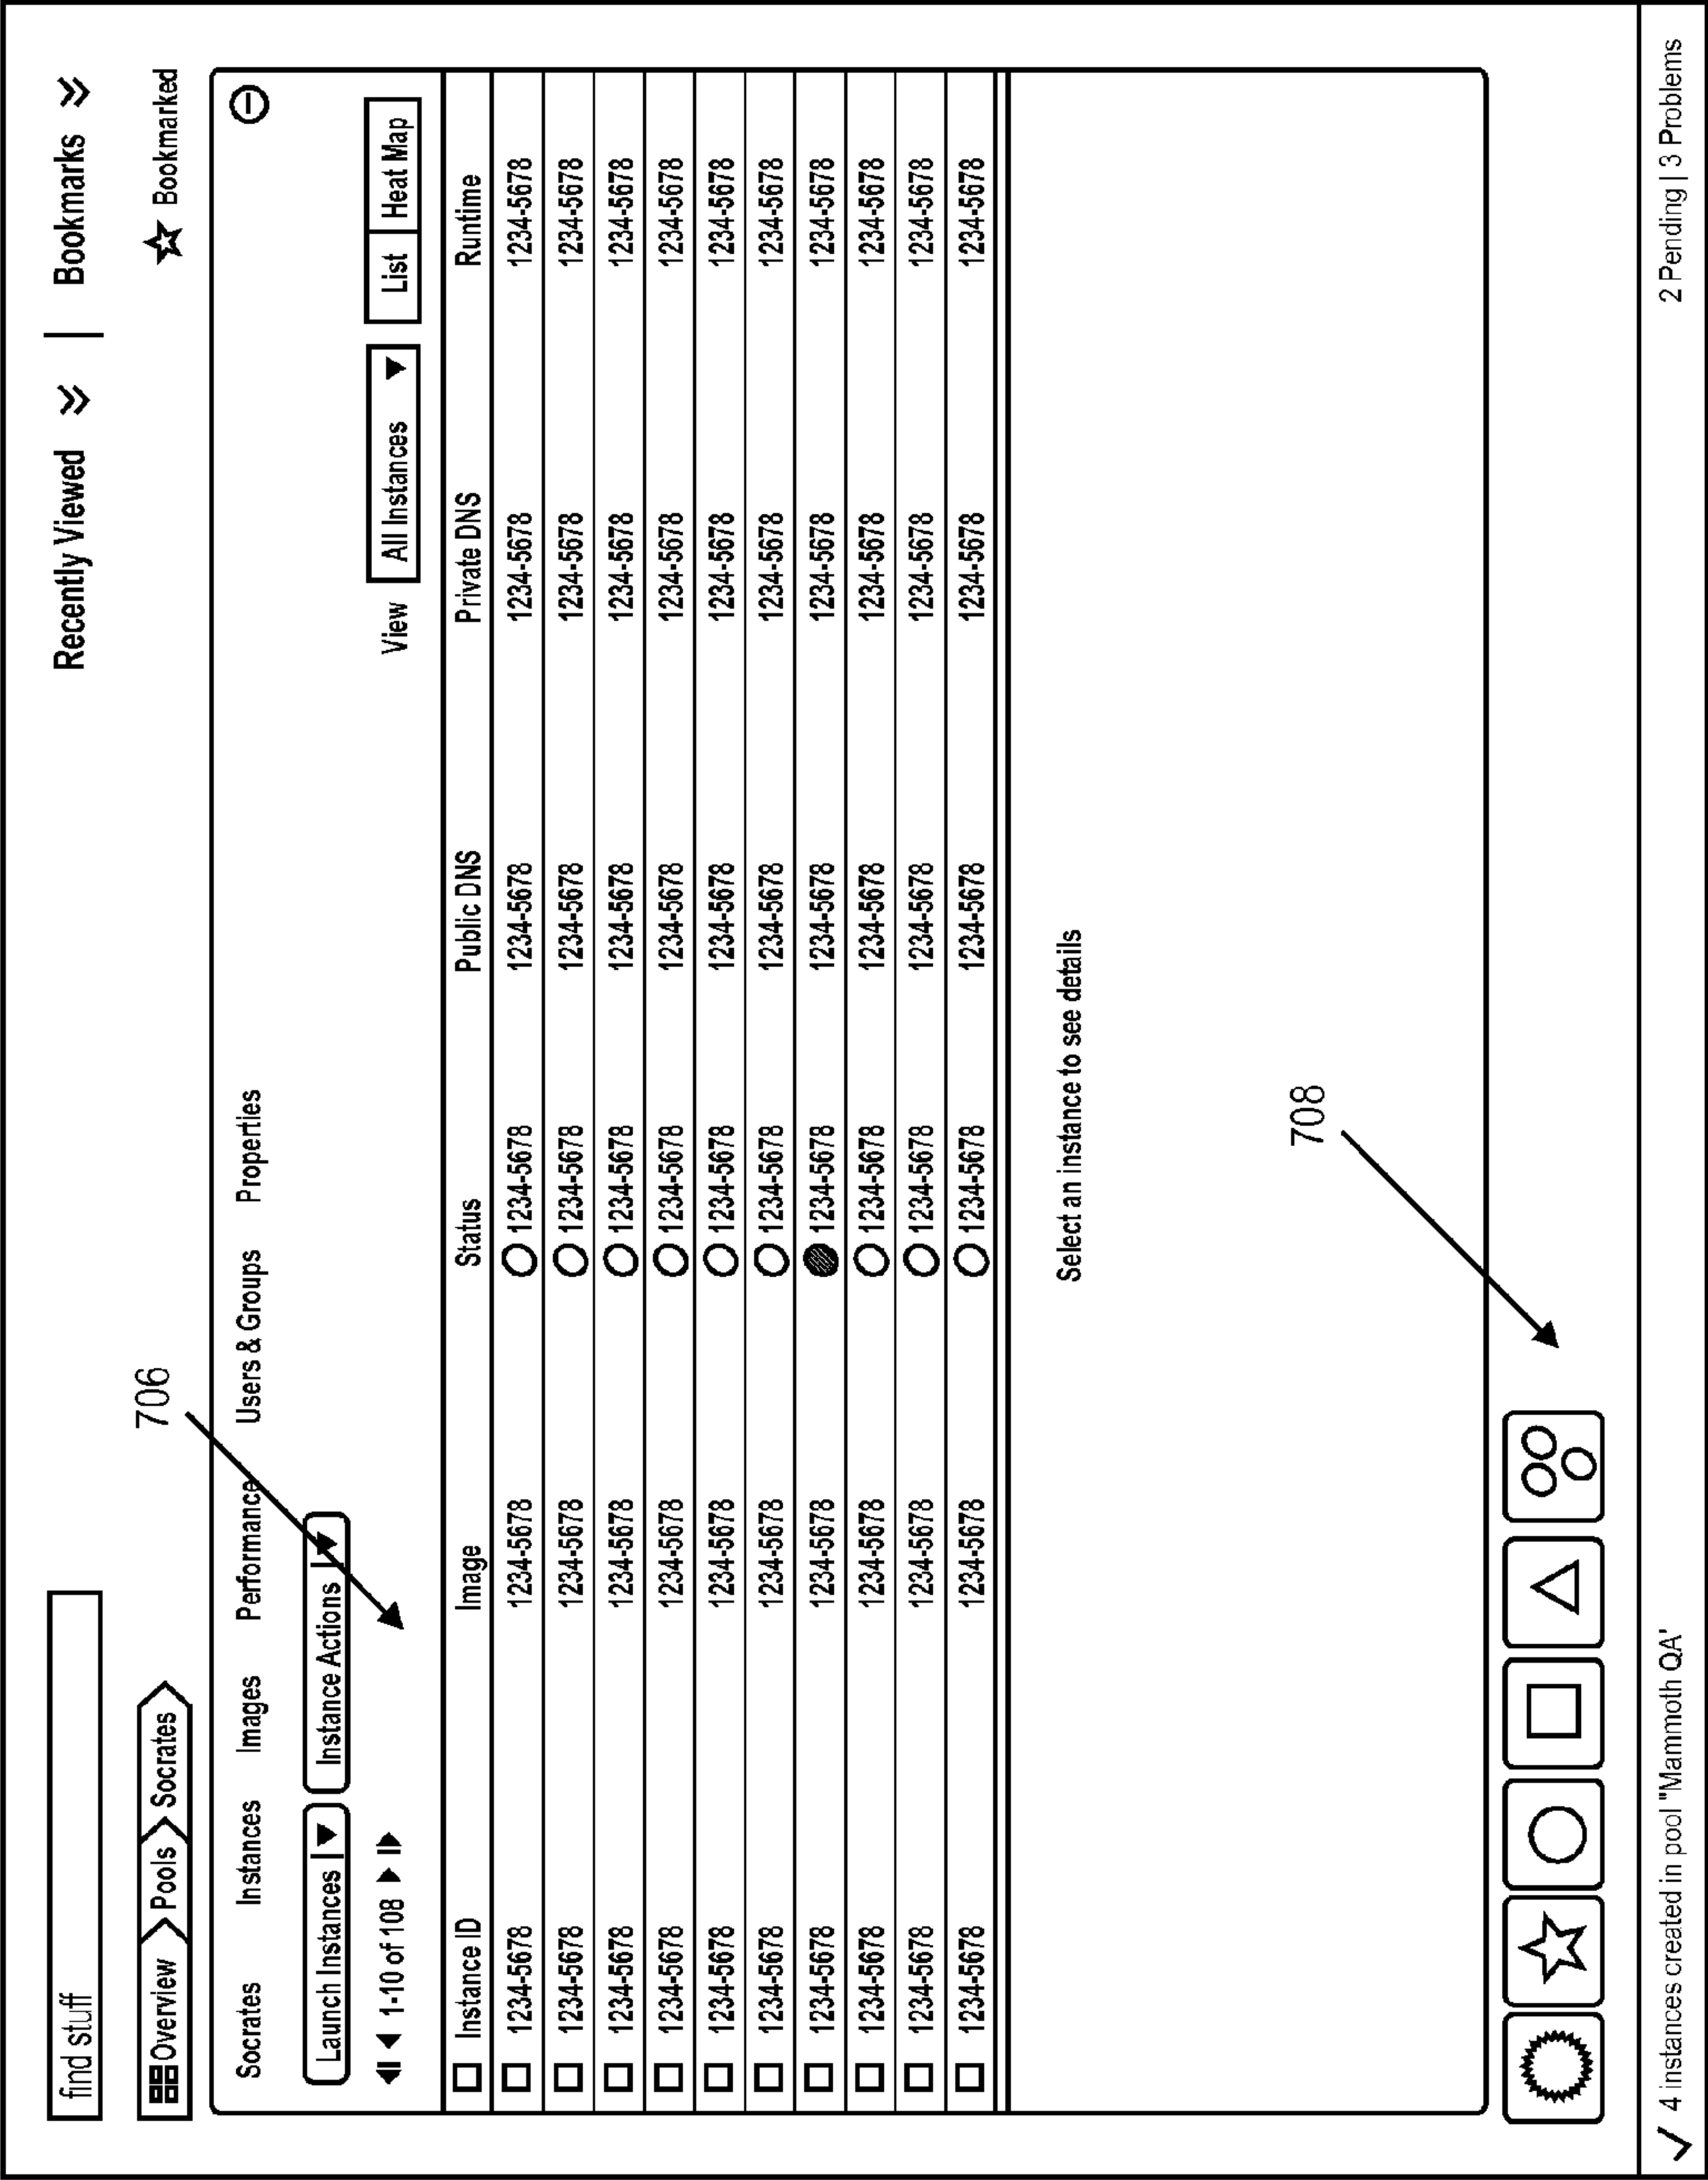 find stuff Recently Viewed | Bookmarks
Overview Pools Socrates 706 Bookmarked
Socrates Instances Images Performance Users & Groups Properties
Launch Instances Instance Actions
1-10 of 108 View All Instances List Heat Map
Instance ID Image Status Public DNS Private DNS Runtime
1234-5678 1234-5678 1234-5678 1234-5678 1234-5678 1234-5678
1234-5678 1234-5678 1234-5678 1234-5678 1234-5678 1234-5678
1234-5678 1234-5678 1234-5678 1234-5678 1234-5678 1234-5678
1234-5678 1234-5678 1234-5678 1234-5678 1234-5678 1234-5678
1234-5678 1234-5678 1234-5678 1234-5678 1234-5678 1234-5678
1234-5678 1234-5678 1234-5678 1234-5678 1234-5678 1234-5678
1234-5678 1234-5678 1234-5678 1234-5678 1234-5678 1234-5678
1234-5678 1234-5678 1234-5678 1234-5678 1234-5678 1234-5678
1234-5678 1234-5678 1234-5678 1234-5678 1234-5678 1234-5678
1234-5678 1234-5678 1234-5678 1234-5678 1234-5678 1234-5678
Select an instance to see details
708
4 instances created in pool "Mammoth QA' 2 Pending | 3 Problems